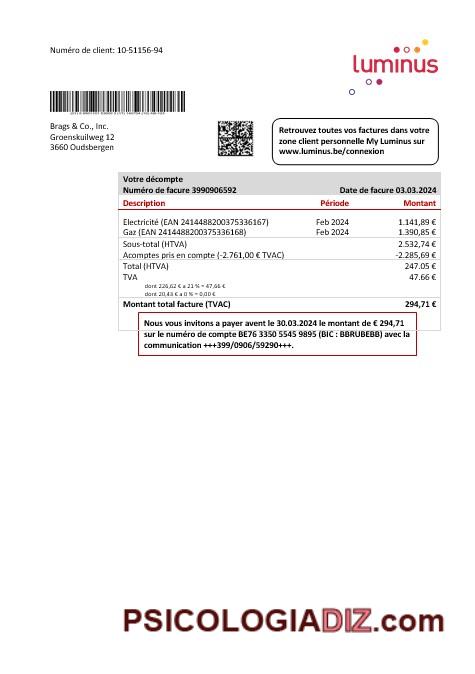 Numéro de client: 10-51156-94
luminus
Brags & Co., Inc.
Groenskuilweg 12
3660 Oudsbergen
Retrouvez toutes vos factures dans votre
zone client personnelle My Luminus sur
www.luminus.be/connexion
Votre décompte
Numéro de facure 3990906592 Date de facure 03.03.2024
Description Période Montant
Electricité (EAN 2414488200375336167) Feb 2024 1.141,89 €
Gaz (EAN 2414488200375336168) Feb 2024 1.390,85 €
Sous-total (HTVA) 2.532,74 €
Acomptes pris en compte (-2.761,00 € TVAC) -2.285,69 €
Total (HTVA) 247.05 €
TVA 47.66 €
dont 226,62 € a 21 % = 47,66 €
dont 20,43 € a 0 % = 0,00 €
Montant total facture (TVAC) 294,71 €
Nous vous invitons a payer avent le 30.03.2024 le montant de € 294,71
sur le numéro de compte BE76 3350 5545 9895 (BIC : BBRUBEBB) avec la
communication +++399/0906/59290+++.
PSICOLOGIADIZ.com